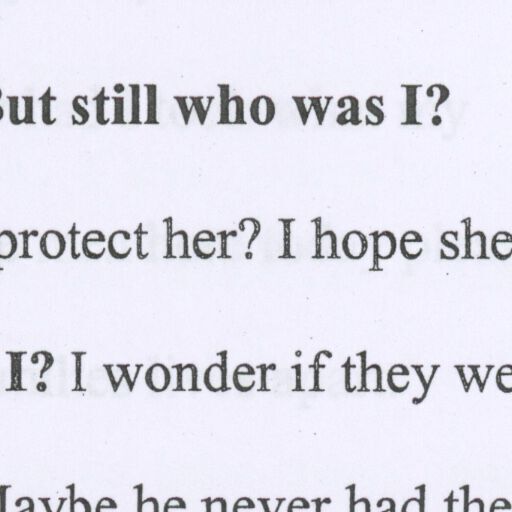 But still who was I?
protect her? I hope she
I? I wonder if they we
Maybe he never had the